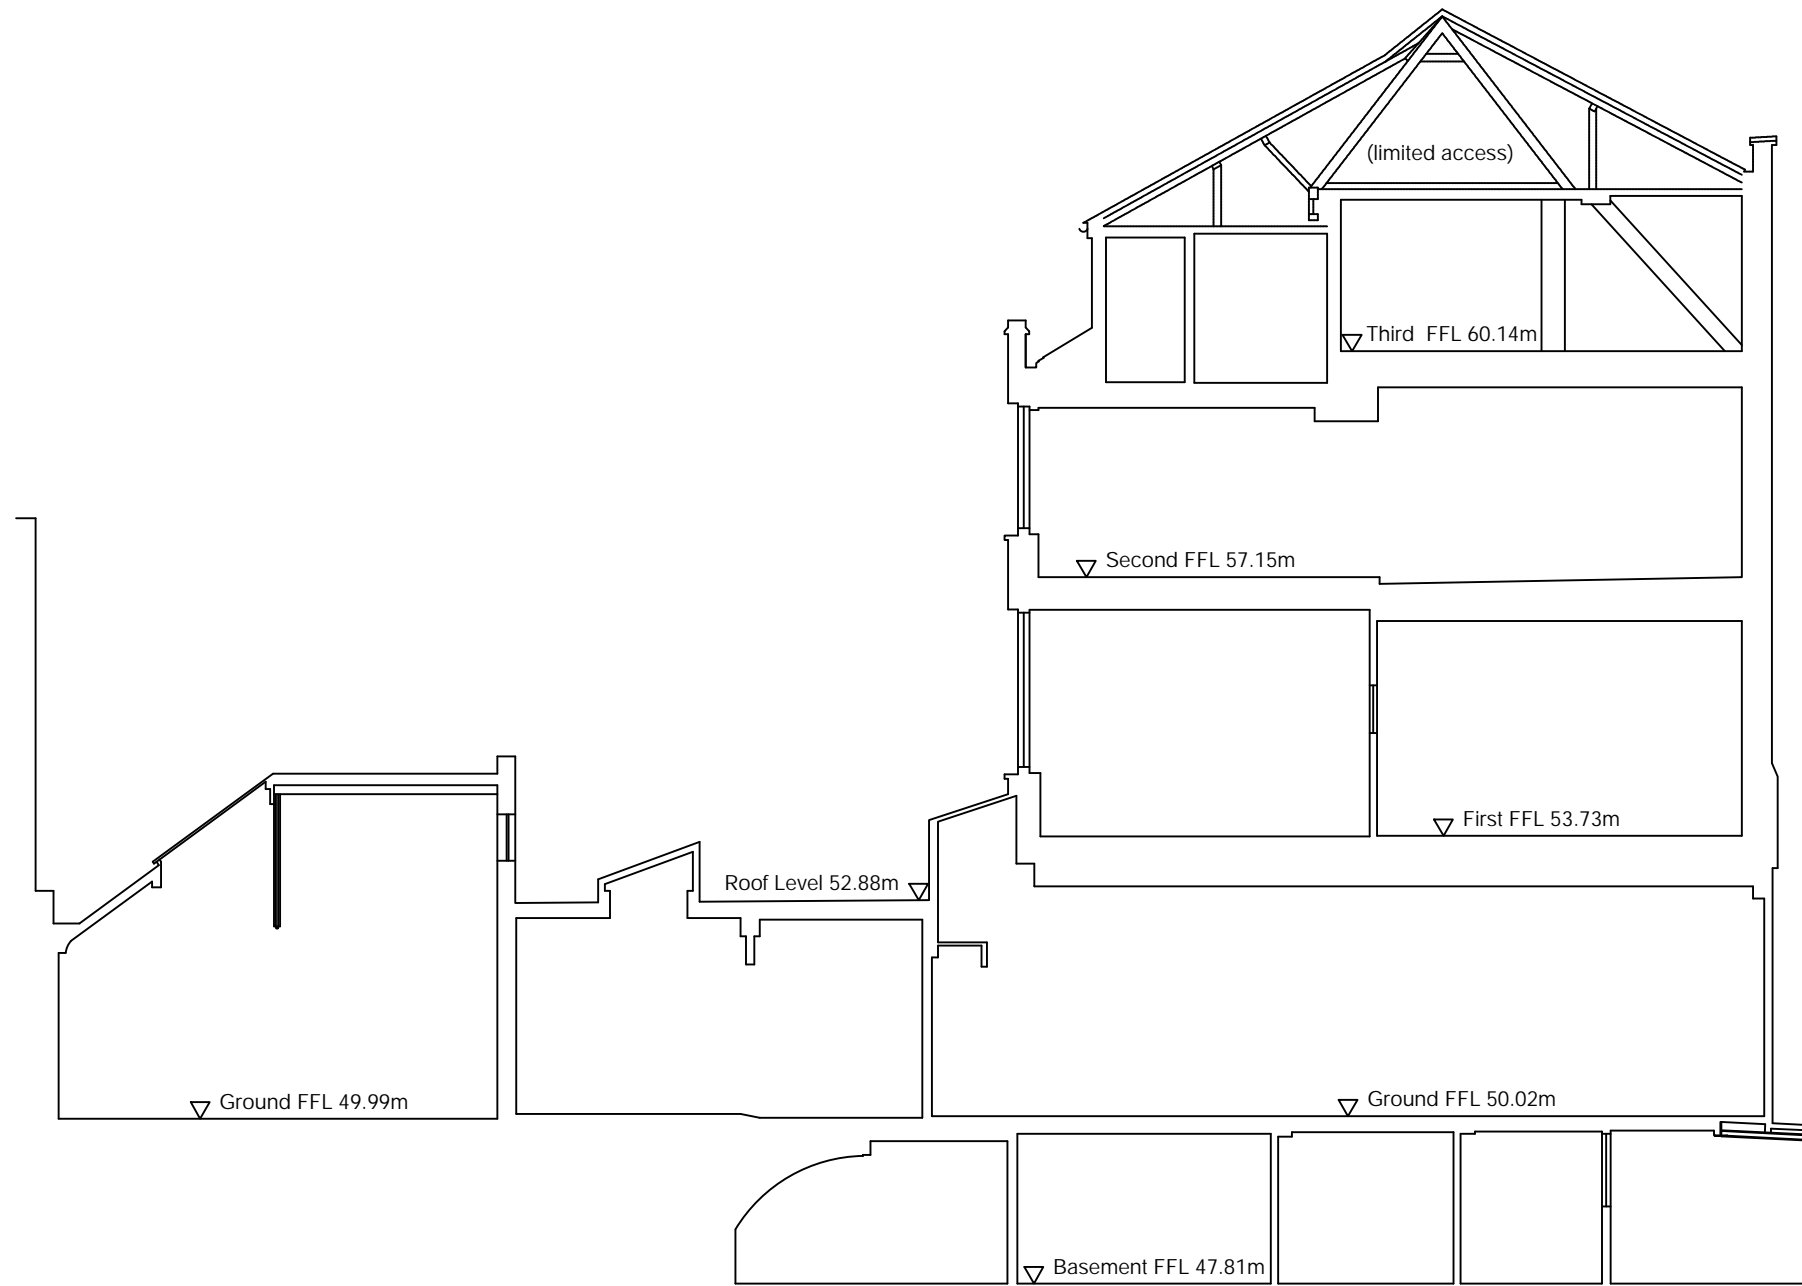 (limited access)
Third  FFL 60.14m
Second FFL 57.15m
First FFL 53.73m
Roof Level 52.88m
Ground FFL 49.99m
Ground FFL 50.02m
Basement FFL 47.81m